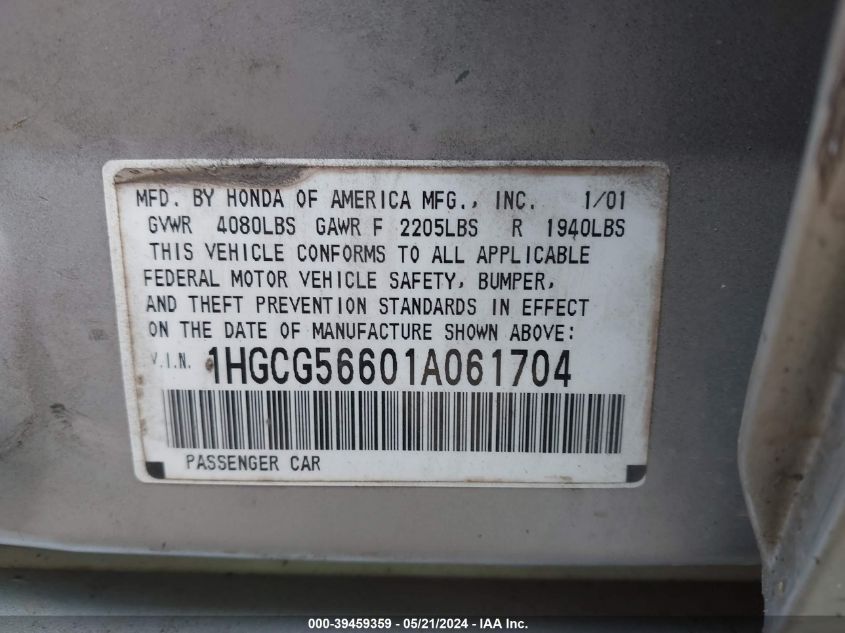 MFD. BY HONDA OF AMERICA MFG., INC. 1/01
GVWR 4080LBS GAWR F 2205LBS R 1940LBS
THIS VEHICLE CONFORMS TO ALL APPLICABLE
FEDERAL MOTOR VEHICLE SAFETY, BUMPER,
AND THEFT PREVENTION STANDARDS IN EFFECT
ON THE DATE OF MANUFACTURE SHOWN ABOVE:
V.I.N. 1HGCG56601A061704
PASSENGER CAR
000-39459359 - 05/21/2024 - IAA Inc.